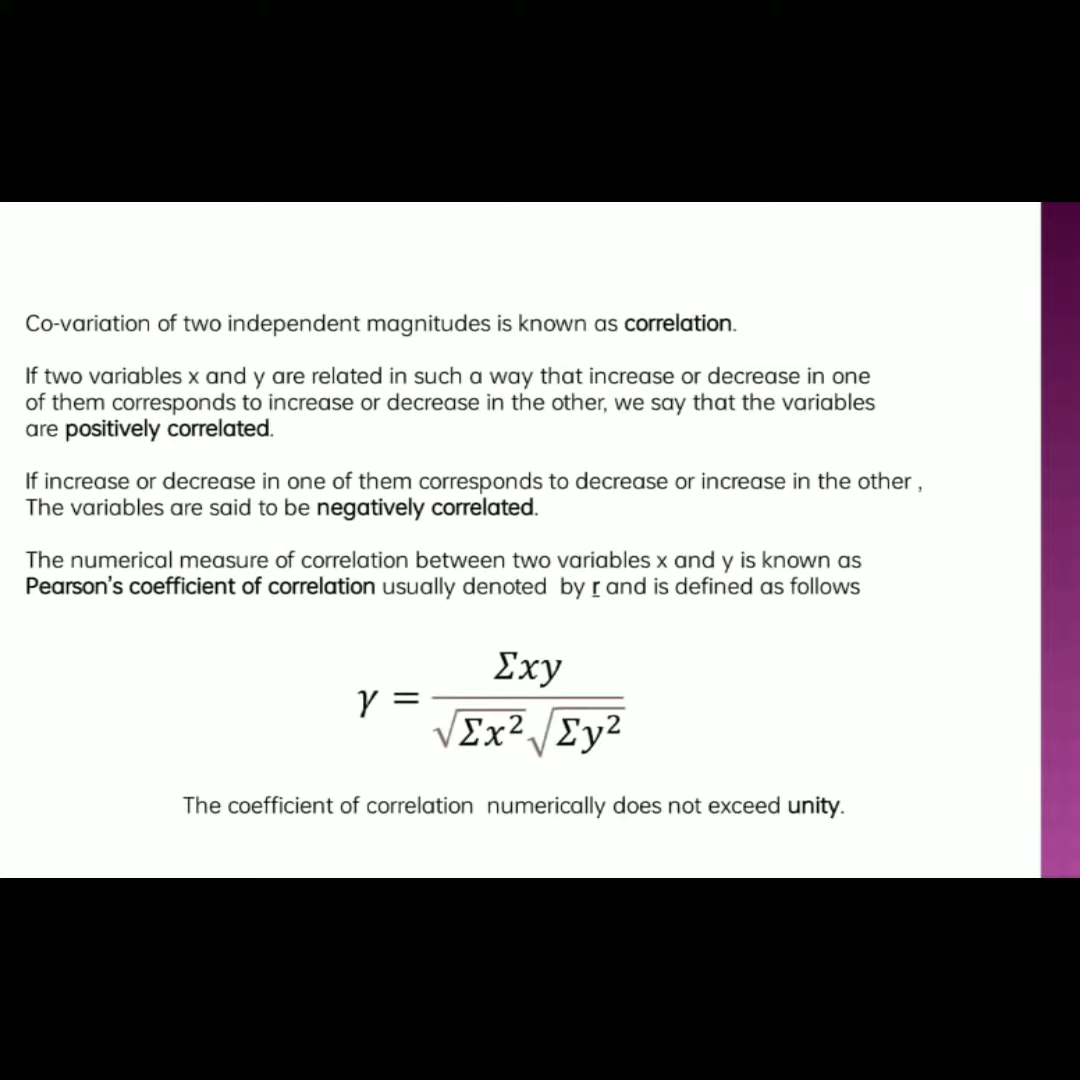 Co-variation of two independent magnitudes is known as correlation.
If two variables x and y are related in such a way that increase or decrease in one
of them corresponds to increase or decrease in the other, we say that the variables
are positively correlated.
If increase or decrease in one of them corresponds to decrease or increase in the other ,
The variables are said to be negatively correlated.
The numerical measure of correlation between two variables x and y is known as
Pearson's coefficient of correlation usually denoted by r and is defined as follows
γ = Σxy / √Σx² √Σy²
The coefficient of correlation numerically does not exceed unity.